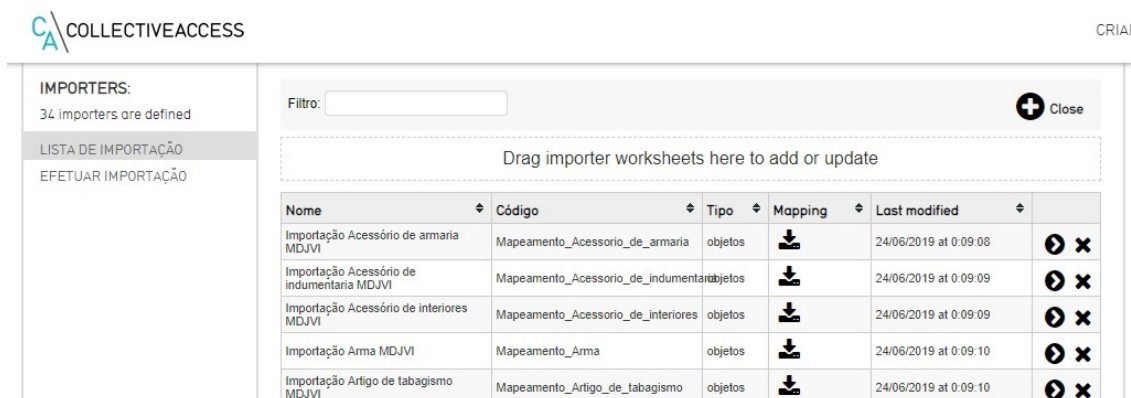 CA COLLECTIVEACCESS
CRIA
IMPORTERS:
34 importers are defined
LISTA DE IMPORTAÇÃO
EFETUAR IMPORTAÇÃO
Filtro:
Close
Drag importer worksheets here to add or update
Nome Código Tipo Mapping Last modified
Importação Acessório de armaria
MDJVI
Mapeamento_Acessorio_de_armaria objetos 24/06/2019 at 0:09:08
Importação Acessório de
indumentaria MDJVI
Mapeamento_Acessorio_de_indumentaria objetos 24/06/2019 at 0:09:09
Importação Acessório de interiores
MDJVI
Mapeamento_Acessorio_de_interiores objetos 24/06/2019 at 0:09:09
Importação Arma MDJVI Mapeamento_Arma objetos 24/06/2019 at 0:09:10
Importação Artigo de tabagismo
MDJVI
Mapeamento_Artigo_de_tabagismo objetos 24/06/2019 at 0:09:10